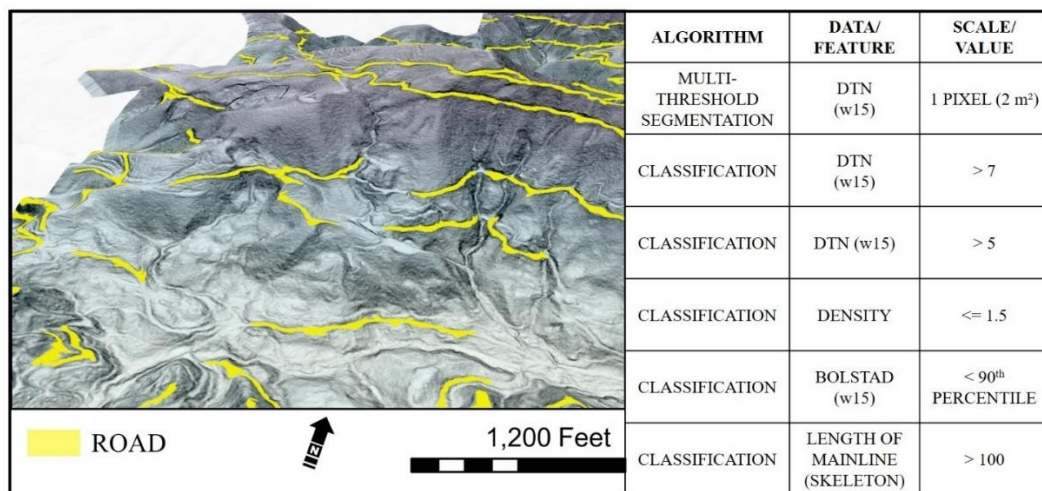 ALGORITHM
DATA/
FEATURE
SCALE/
VALUE
MULTI-
THRESHOLD
SEGMENTATION
DTN
(w15)
1 PIXEL (2 m²)
CLASSIFICATION
DTN
(w15)
> 7
CLASSIFICATION
DTN (w15)
> 5
CLASSIFICATION
DENSITY
<= 1.5
CLASSIFICATION
BOLSTAD
(w15)
< 90th
PERCENTILE
CLASSIFICATION
LENGTH OF
MAINLINE
(SKELETON)
> 100
ROAD
N
1,200 Feet